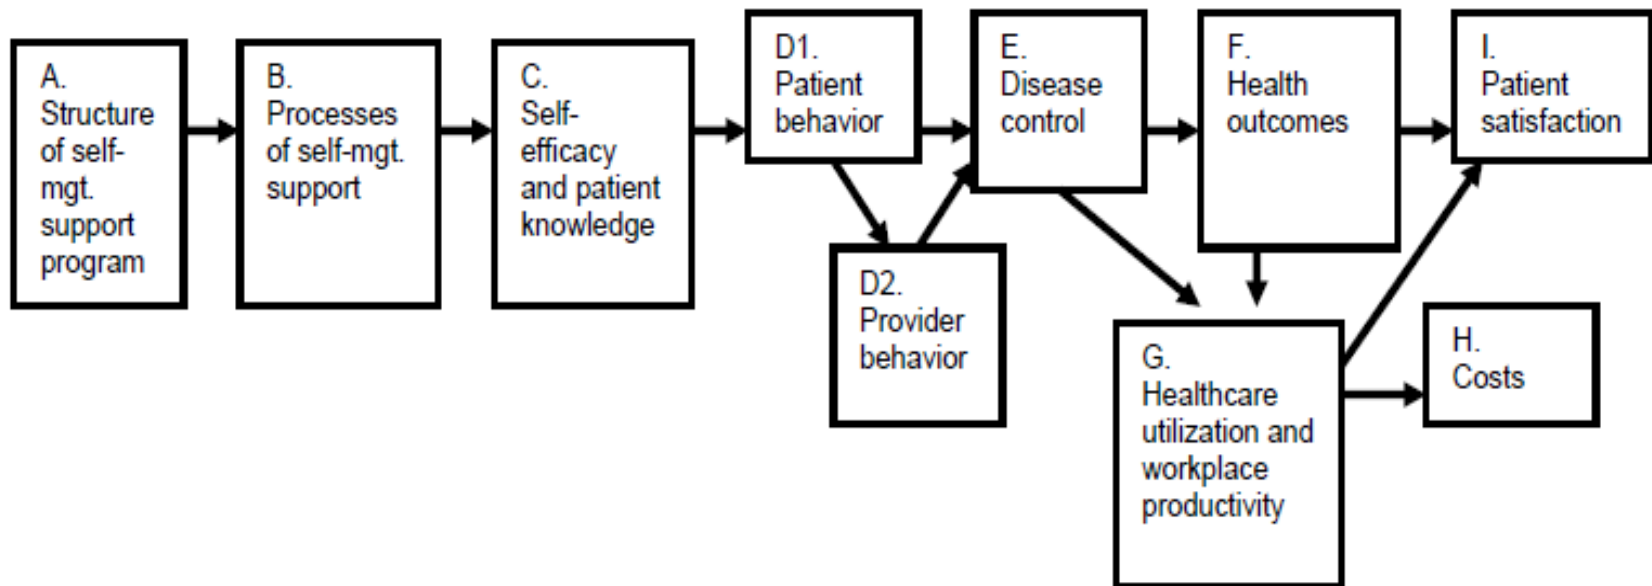 A.
Structure
of self-
mgt.
support
program
B.
Processes
of self-mgt.
support
C.
Self-
efficacy
and patient
knowledge
D1.
Patient
behavior
D2.
Provider
behavior
E.
Disease
control
F.
Health
outcomes
G.
Healthcare
utilization and
workplace
productivity
H.
Costs
I.
Patient
satisfaction